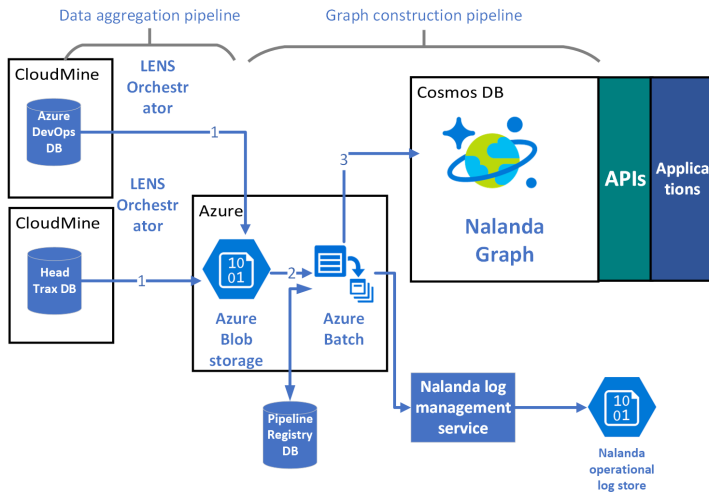 Data aggregation pipeline
Graph construction pipeline
CloudMine
Azure
DevOps
DB
LENS
Orchestr
ator
1
CloudMine
Head
Trax DB
LENS
Orchestr
ator
1
Azure
10
01
Azure
Blob
storage
2
Azure
Batch
3
Cosmos DB
Nalanda
Graph
APIs
Applica
tions
Pipeline
Registry
DB
Nalanda log
management
service
10
01
Nalanda
operational
log store